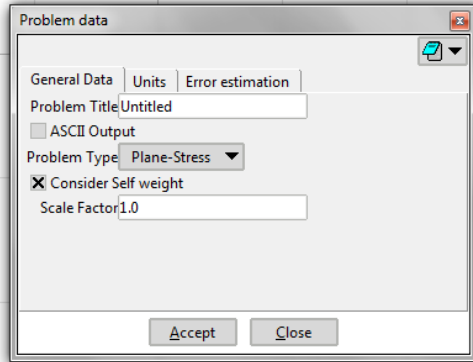 Problem data
General Data Units Error estimation
Problem Title Untitled
ASCII Output
Problem Type Plane-Stress
Consider Self weight
Scale Factor 1.0
Accept Close